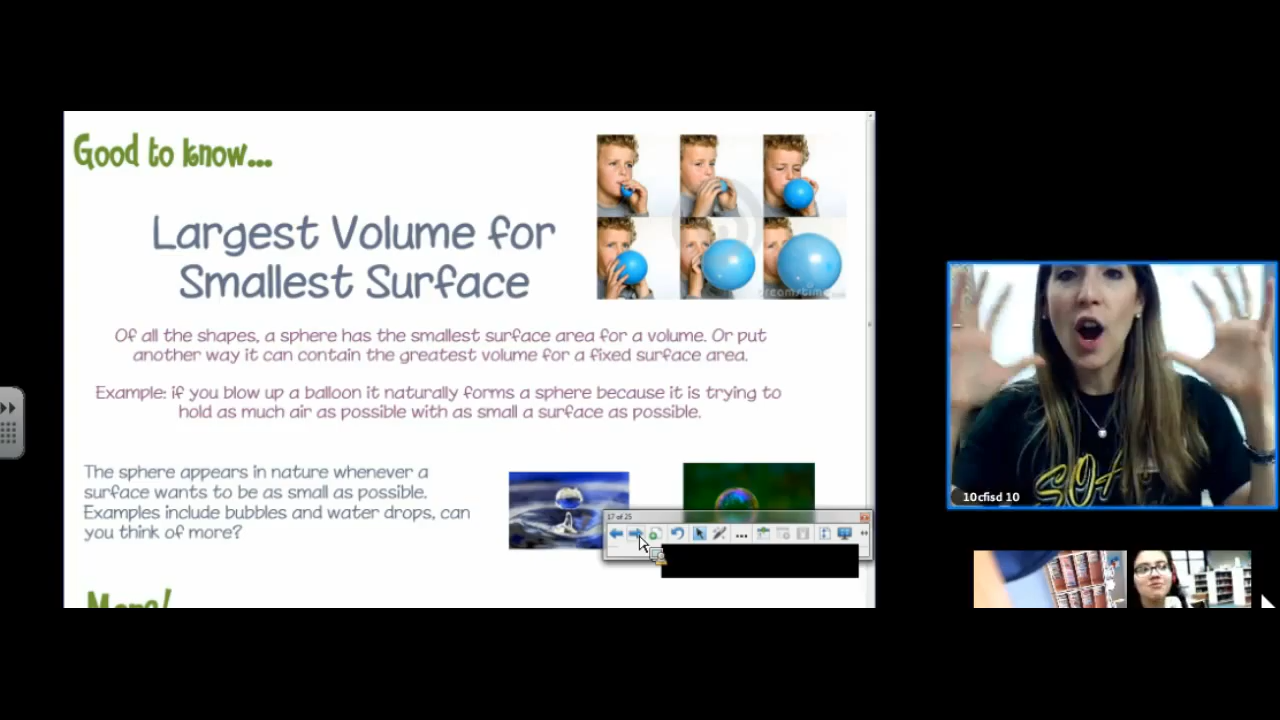 Good to know...
Largest Volume for
Smallest Surface
dreamstime
Of all the shapes, a sphere has the smallest surface area for a volume. Or put
another way it can contain the greatest volume for a fixed surface area.
Example: if you blow up a balloon it naturally forms a sphere because it is trying to
hold as much air as possible with as small a surface as possible.
The sphere appears in nature whenever a
surface wants to be as small as possible.
Examples include bubbles and water drops, can
you think of more?
17 of 25
More!
10cfisd 10